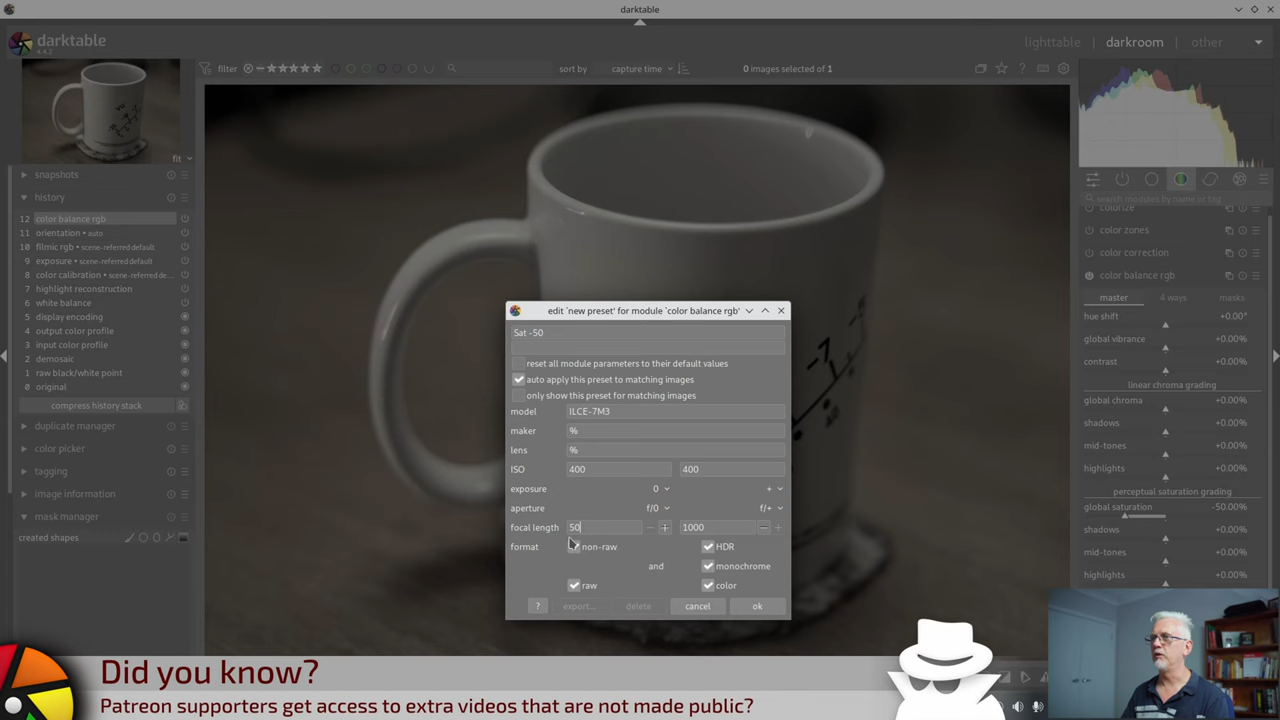 darktable
darktable
4.4.2
lighttable | darkroom | other
filter
sort by capture time
0 images selected of 1
fit
snapshots
history
12 color balance rgb
11 orientation • auto
10 filmic rgb • scene-referred default
9 exposure • scene-referred default
8 color calibration • scene-referred de...
7 highlight reconstruction
6 white balance
5 display encoding
4 output color profile
3 input color profile
2 demosaic
1 raw black/white point
0 original
compress history stack
duplicate manager
color picker
tagging
image information
mask manager
created shapes
edit `new preset' for module `color balance rgb'
Sat -50
reset all module parameters to their default values
auto apply this preset to matching images
only show this preset for matching images
model ILCE-7M3
maker %
lens %
ISO 400 400
exposure 0 +
aperture f/0 f/+
focal length 50 1000
format non-raw HDR
and monochrome
raw color
? export... delete cancel ok
-7
search modules by name or tag
colorize
color zones
color correction
color balance rgb
master 4 ways masks
hue shift +0.00°
global vibrance +0.00%
contrast +0.00%
linear chroma grading
global chroma +0.00%
shadows +0.00%
mid-tones +0.00%
highlights +0.00%
perceptual saturation grading
global saturation -50.00%
shadows +0.00%
mid-tones +0.00%
highlights +0.00%
Did you know?
Patreon supporters get access to extra videos that are not made public?